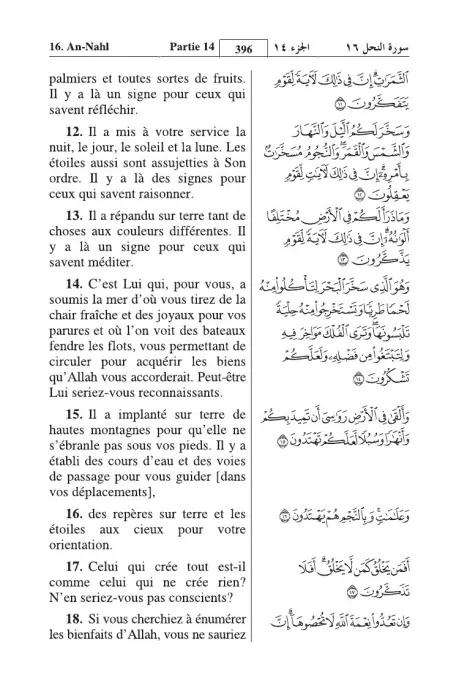 16. An-Nahl Partie 14 396 الجزء ١٤ سورة النحل ١٦
palmiers et toutes sortes de fruits.
Il y a là un signe pour ceux qui
savent réfléchir.
12. Il a mis à votre service la
nuit, le jour, le soleil et la lune. Les
étoiles aussi sont assujetties à Son
ordre. Il y a là des signes pour
ceux qui savent raisonner.
13. Il a répandu sur terre tant de
choses aux couleurs différentes. Il
y a là un signe pour ceux qui
savent méditer.
14. C’est Lui qui, pour vous, a
soumis la mer d’où vous tirez de la
chair fraîche et des joyaux pour vos
parures et où l’on voit des bateaux
fendre les flots, vous permettant de
circuler pour acquérir les biens
qu’Allah vous accorderait. Peut-être
Lui seriez-vous reconnaissants.
15. Il a implanté sur terre de
hautes montagnes pour qu’elle ne
s’ébranle pas sous vos pieds. Il y a
établi des cours d’eau et des voies
de passage pour vous guider [dans
vos déplacements],
16. des repères sur terre et les
étoiles aux cieux pour votre
orientation.
17. Celui qui crée tout est-il
comme celui qui ne crée rien?
N’en seriez-vous pas conscients?
18. Si vous cherchiez à énumérer
les bienfaits d’Allah, vous ne sauriez
ٱلثَّمَرَٰتِ ۗ إِنَّ فِى ذَٰلِكَ لَـَٔايَةً لِّقَوْمٍ
يَتَفَكَّرُونَ ١١
وَسَخَّرَ لَكُمُ ٱلَّيْلَ وَٱلنَّهَارَ
وَٱلشَّمْسَ وَٱلْقَمَرَ ۖ وَٱلنُّجُومُ مُسَخَّرَٰتٌۢ
بِأَمْرِهِۦٓ ۗ إِنَّ فِى ذَٰلِكَ لَـَٔايَٰتٍ لِّقَوْمٍ
يَعْقِلُونَ ١٢
وَمَا ذَرَأَ لَكُمْ فِى ٱلْأَرْضِ مُخْتَلِفًا
أَلْوَٰنُهُۥٓ ۗ إِنَّ فِى ذَٰلِكَ لَـَٔايَةً لِّقَوْمٍ
يَذَّكَّرُونَ ١٣
وَهُوَ ٱلَّذِى سَخَّرَ ٱلْبَحْرَ لِتَأْكُلُوا۟ مِنْهُ
لَحْمًا طَرِيًّا وَتَسْتَخْرِجُوا۟ مِنْهُ حِلْيَةً
تَلْبَسُونَهَا ۖ وَتَرَى ٱلْفُلْكَ مَوَاخِرَ فِيهِ
وَلِتَبْتَغُوا۟ مِن فَضْلِهِۦ وَلَعَلَّكُمْ
تَشْكُرُونَ ١٤
وَأَلْقَىٰ فِى ٱلْأَرْضِ رَوَٰسِىَ أَن تَمِيدَ بِكُمْ
وَأَنْهَٰرًا وَسُبُلًا لَّعَلَّكُمْ تَهْتَدُونَ ١٥
وَعَلَٰمَٰتٍ ۚ وَبِٱلنَّجْمِ هُمْ يَهْتَدُونَ ١٦
أَفَمَن يَخْلُقُ كَمَن لَّا يَخْلُقُ ۗ أَفَلَا
تَذَكَّرُونَ ١٧
وَإِن تَعُدُّوا۟ نِعْمَةَ ٱللَّهِ لَا تُحْصُوهَآ ۗ إِنَّ